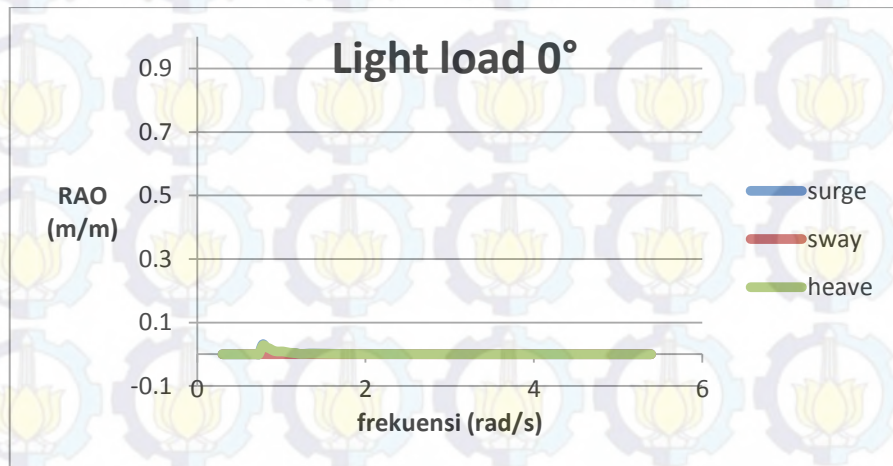 Light load 0°
0.9
0.7
0.5
0.3
0.1
-0.1
RAO
(m/m)
0 2 4 6
frekuensi (rad/s)
surge
sway
heave